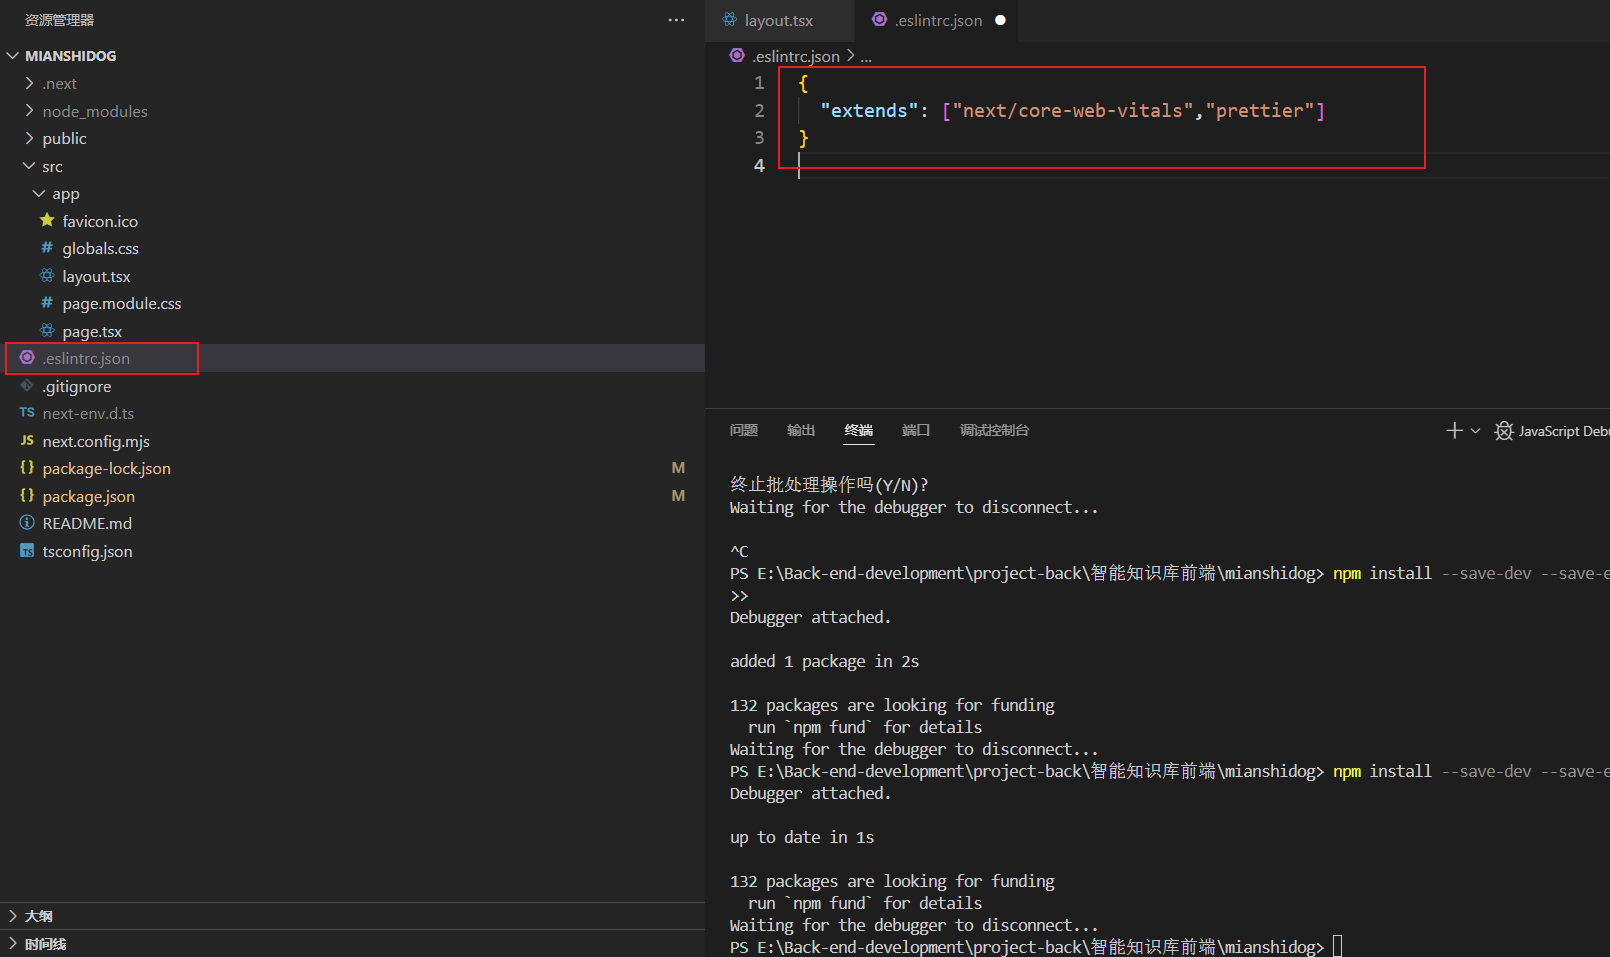 资源管理器
MIANSHIDOG
.next
node_modules
public
src
app
favicon.ico
# globals.css
layout.tsx
# page.module.css
page.tsx
.eslintrc.json
.gitignore
TS next-env.d.ts
JS next.config.mjs
{} package-lock.json M
{} package.json M
README.md
TS tsconfig.json
大纲
时间线
layout.tsx
.eslintrc.json
.eslintrc.json > ...
1 {
2 "extends": ["next/core-web-vitals","prettier"]
3 }
4
问题 输出 终端 端口 调试控制台
JavaScript Debu
终止批处理操作吗(Y/N)?
Waiting for the debugger to disconnect...
^C
PS E:\Back-end-development\project-back\智能知识库前端\mianshidog> npm install --save-dev --save-e
>>
Debugger attached.
added 1 package in 2s
132 packages are looking for funding
run `npm fund` for details
Waiting for the debugger to disconnect...
PS E:\Back-end-development\project-back\智能知识库前端\mianshidog> npm install --save-dev --save-e
Debugger attached.
up to date in 1s
132 packages are looking for funding
run `npm fund` for details
Waiting for the debugger to disconnect...
PS E:\Back-end-development\project-back\智能知识库前端\mianshidog>